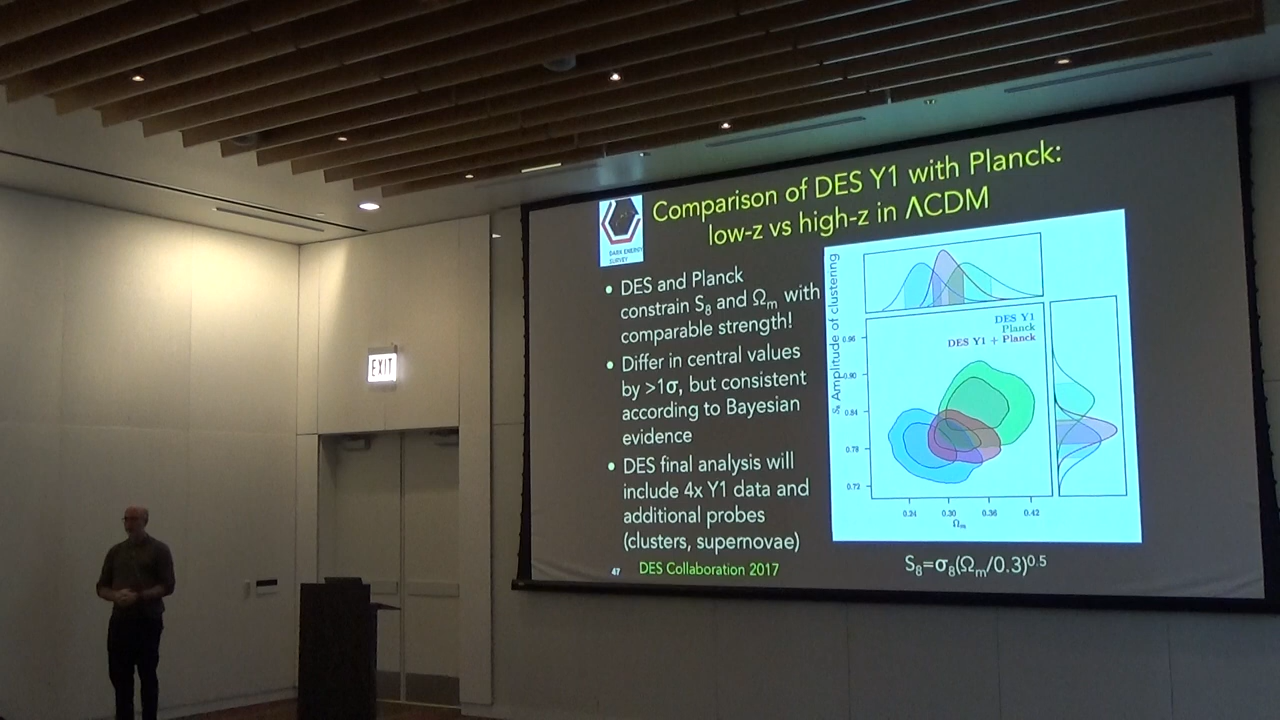 EXIT
DARK ENERGY
SURVEY
Comparison of DES Y1 with Planck:
low-z vs high-z in ΛCDM
• DES and Planck
constrain S₈ and Ωₘ with
comparable strength!
• Differ in central values
by >1σ, but consistent
according to Bayesian
evidence
• DES final analysis will
include 4x Y1 data and
additional probes
(clusters, supernovae)
47
DES Collaboration 2017
S₈ Amplitude of clustering
DES Y1
Planck
DES Y1 + Planck
0.96
0.90
0.84
0.78
0.72
0.24 0.30 0.36 0.42
Ωₘ
S₈=σ₈(Ωₘ/0.3)⁰·⁵